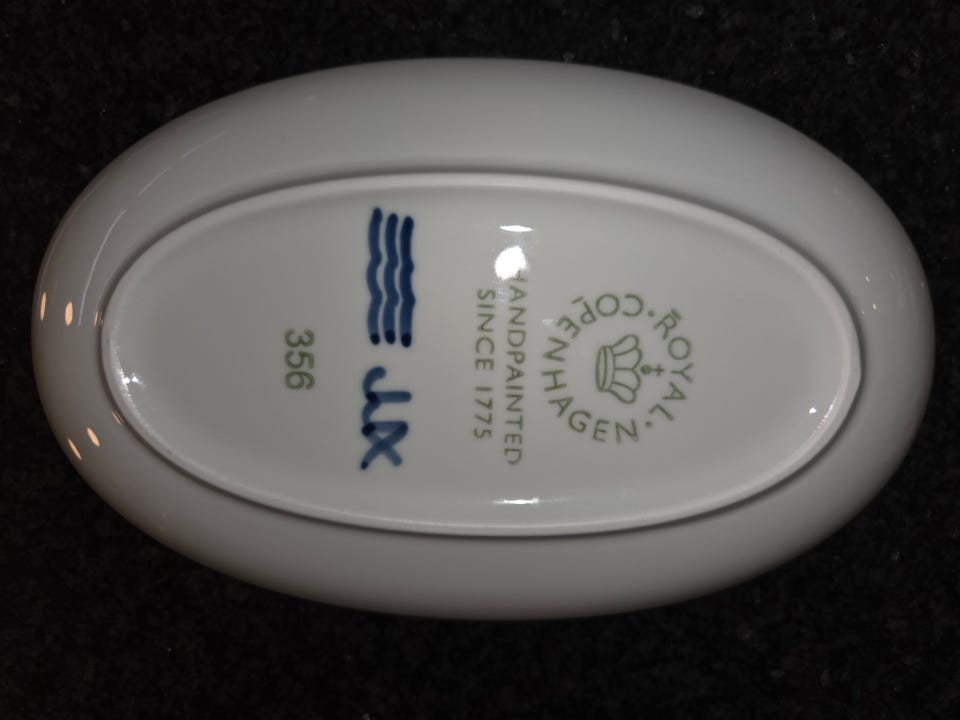 ·ROYAL·
COPENHAGEN
HANDPAINTED
SINCE 1775
356